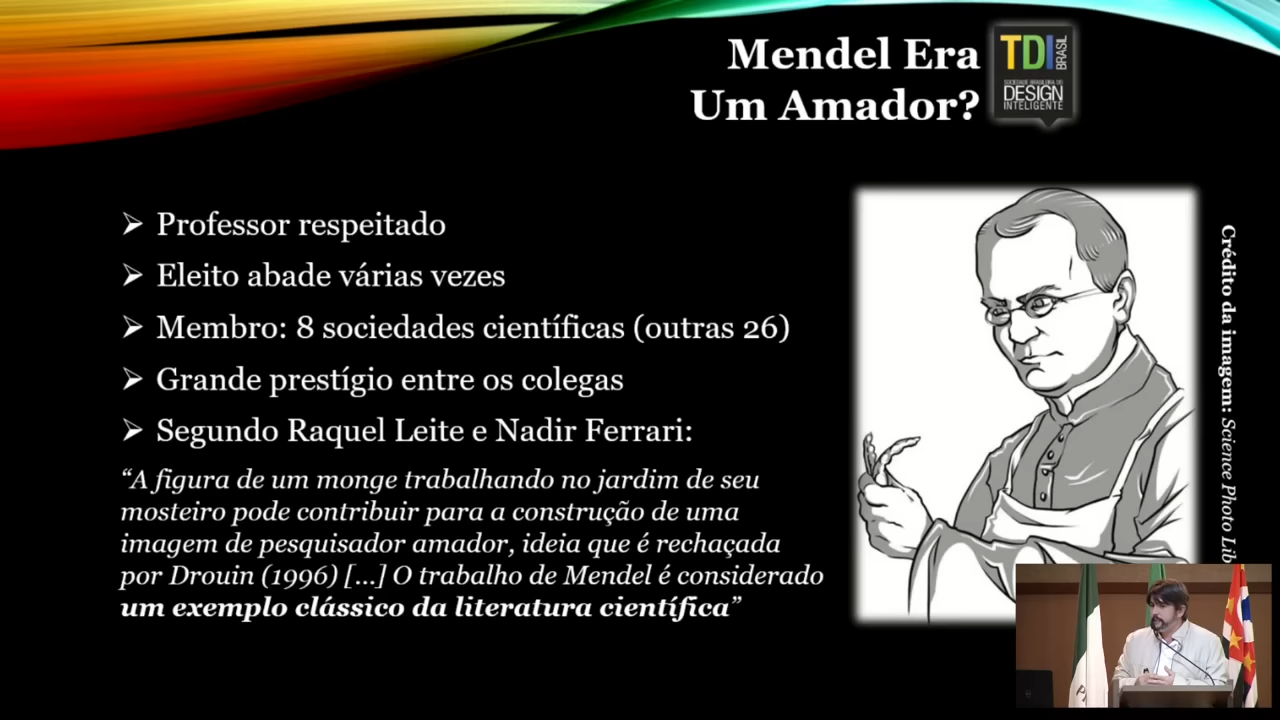 Mendel Era
Um Amador?
TDI
BRASIL
SOCIEDADE BRASILEIRA DO
DESIGN
INTELIGENTE
Professor respeitado
Eleito abade várias vezes
Membro: 8 sociedades científicas (outras 26)
Grande prestígio entre os colegas
Segundo Raquel Leite e Nadir Ferrari:
“A figura de um monge trabalhando no jardim de seu
mosteiro pode contribuir para a construção de uma
imagem de pesquisador amador, ideia que é rechaçada
por Drouin (1996) [...] O trabalho de Mendel é considerado
um exemplo clássico da literatura científica”
Crédito da imagem: Science Photo Lib